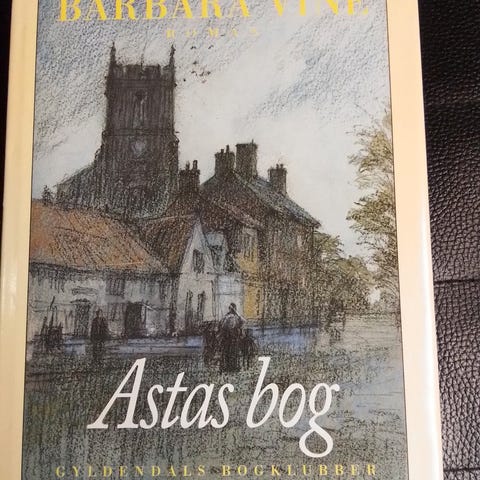 BARBARA VINE
ROMAN
Astas bog
GYLDENDALS BOGKLUBBER